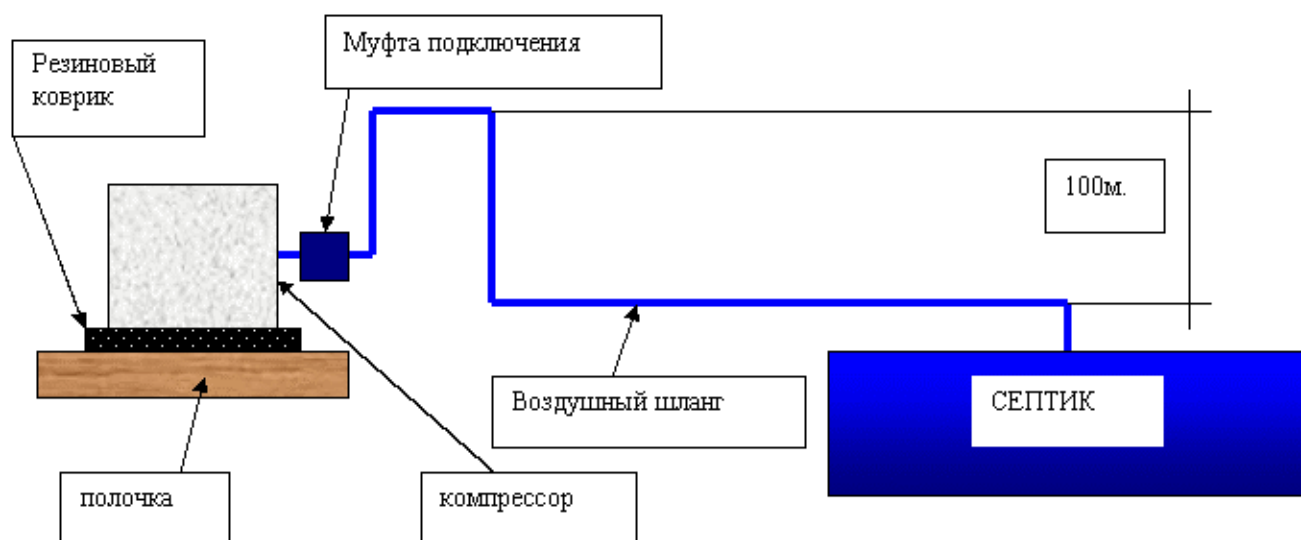 Муфта подключения
Резиновый
коврик
100м.
Воздушный шланг
СЕПТИК
полочка
компрессор